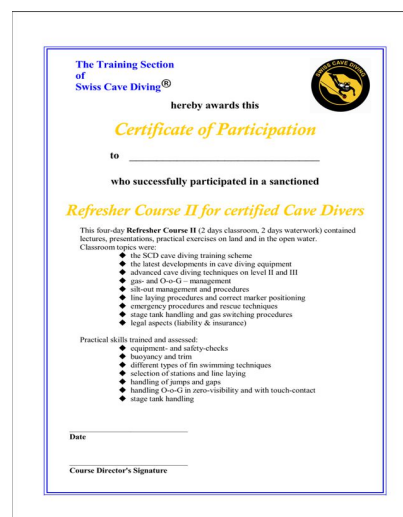 The Training Section
of
Swiss Cave Diving®
SWISS CAVE DIVING
hereby awards this
Certificate of Participation
to
who successfully participated in a sanctioned
Refresher Course II for certified Cave Divers
This four-day Refresher Course II (2 days classroom, 2 days waterwork) contained
lectures, presentations, practical exercises on land and in the open water.
Classroom topics were:
◆ the SCD cave diving training scheme
◆ the latest developments in cave diving equipment
◆ advanced cave diving techniques on level II and III
◆ gas- and O-o-G – management
◆ silt-out management and procedures
◆ line laying procedures and correct marker positioning
◆ emergency procedures and rescue techniques
◆ stage tank handling and gas switching procedures
◆ legal aspects (liability & insurance)
Practical skills trained and assessed:
◆ equipment- and safety-checks
◆ buoyancy and trim
◆ different types of fin swimming techniques
◆ selection of stations and line laying
◆ handling of jumps and gaps
◆ handling O-o-G in zero-visibility and with touch-contact
◆ stage tank handling
Date
Course Director's Signature